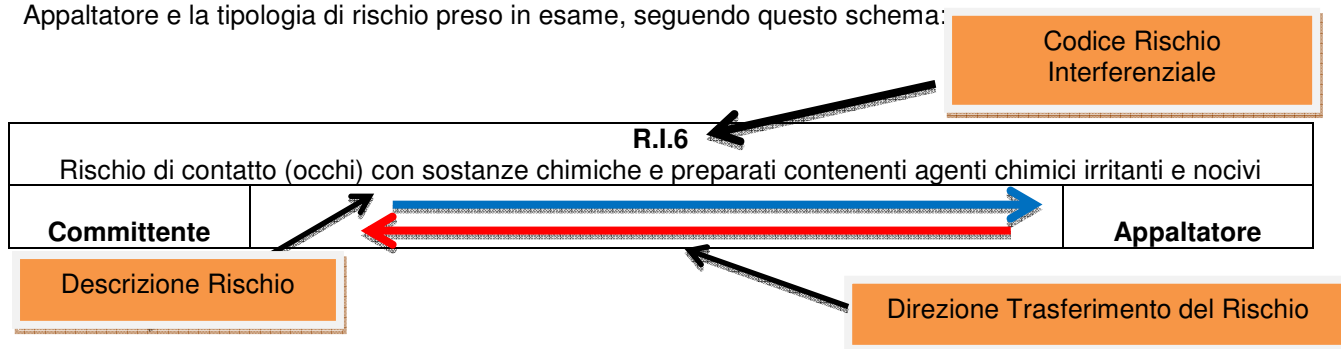 Appaltatore e la tipologia di rischio preso in esame, seguendo questo schema:
Codice Rischio
Interferenziale
R.I.6
Rischio di contatto (occhi) con sostanze chimiche e preparati contenenti agenti chimici irritanti e nocivi
Committente
Appaltatore
Descrizione Rischio
Direzione Trasferimento del Rischio